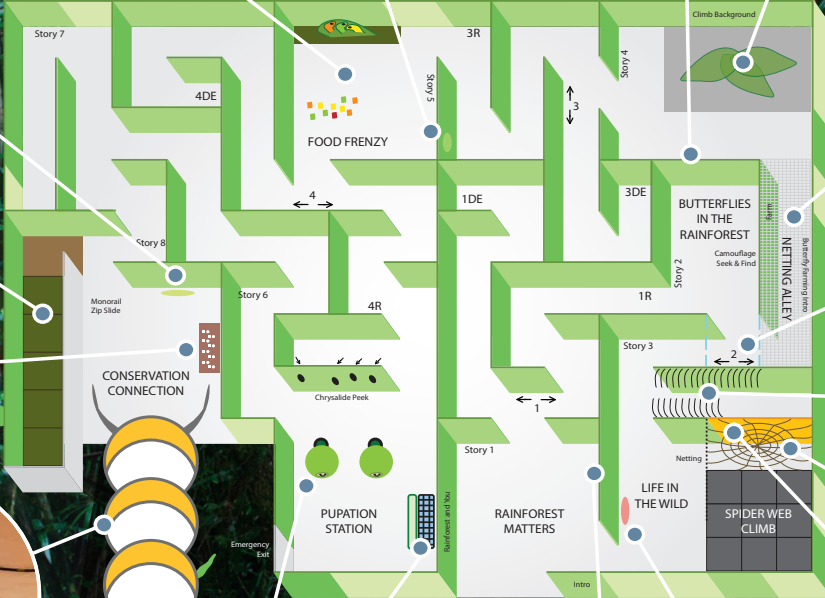 Climb Background
Story 7
3R
Story 4
4DE
Story 5
3
FOOD FRENZY
4
1DE
3DE
BUTTERFLIES
IN THE
RAINFOREST
Farm
Camouflage
Seek & Find
NETTING ALLEY
Butterfly Farming Intro
Story 8
Story 2
Story 6
1R
Monorail
Zip Slide
4R
Story 3
2
CONSERVATION
CONNECTION
Chrysalide Peek
1
Story 1
Netting
LIFE IN
THE WILD
PUPATION
STATION
Rainforest and You
RAINFOREST
MATTERS
SPIDER WEB
CLIMB
Emergency
Exit
Intro